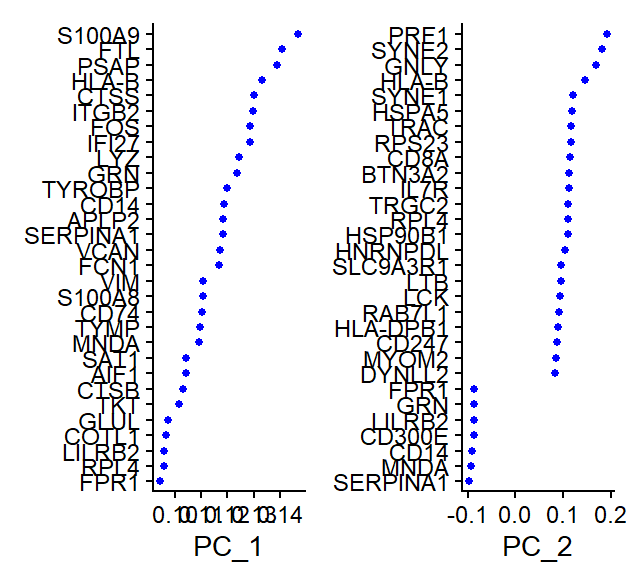 S100A9
FTL
PSAP
HLA-B
CTSS
ITGB2
FOS
IFI27
LYZ
GRN
TYROBP
CD14
APLP2
SERPINA1
VCAN
FCN1
VIM
S100A8
CD74
TYMP
MNDA
SAT1
AIF1
CTSB
TKT
GLUL
COTL1
LILRB2
RPL4
FPR1
PC_1
PRE1
SYNE2
GNLY
HLA-B
SYNE1
HSPA5
TRAC
RPS23
CD8A
BTN3A2
IL7R
TRGC2
RPL4
HSP90B1
HNRNPDL
SLC9A3R1
LTB
LCK
RAB7L1
HLA-DPB1
CD247
MYOM2
DYNLL2
FPR1
GRN
LILRB2
CD300E
CD14
MNDA
SERPINA1
-0.1 0.0 0.1 0.2
PC_2